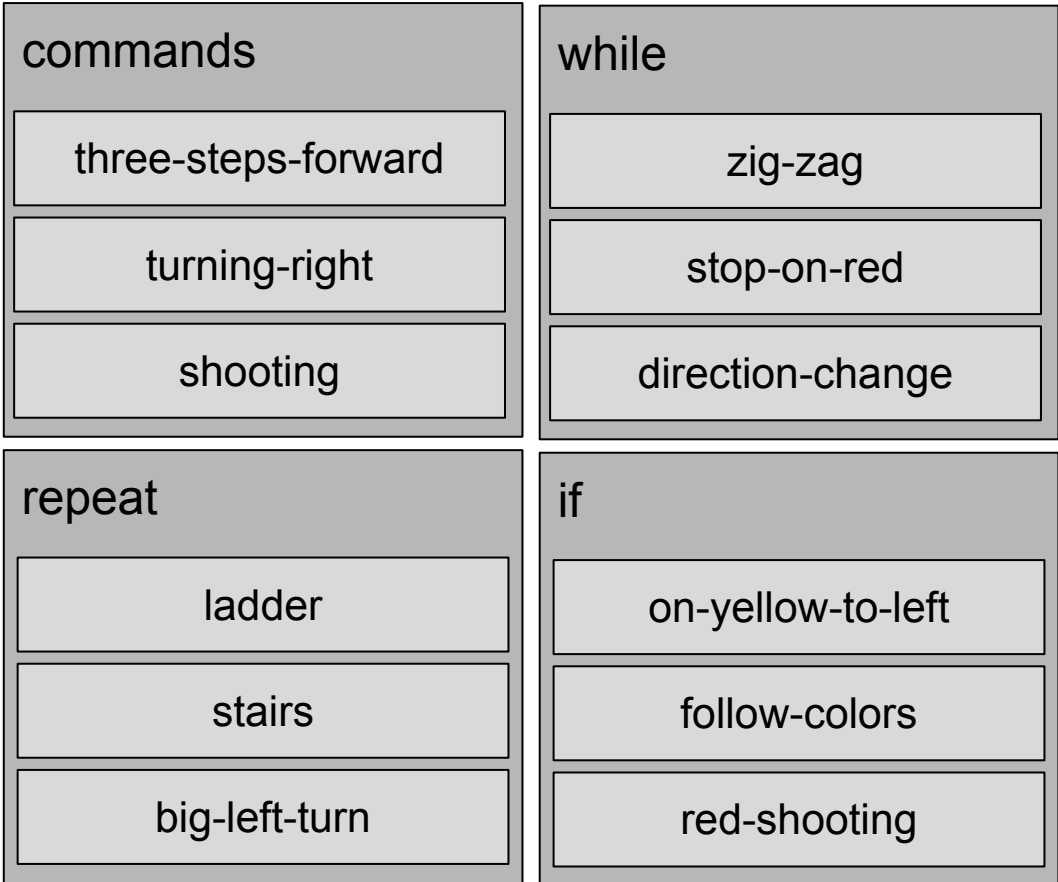 commands
three-steps-forward
turning-right
shooting
while
zig-zag
stop-on-red
direction-change
repeat
ladder
stairs
big-left-turn
if
on-yellow-to-left
follow-colors
red-shooting